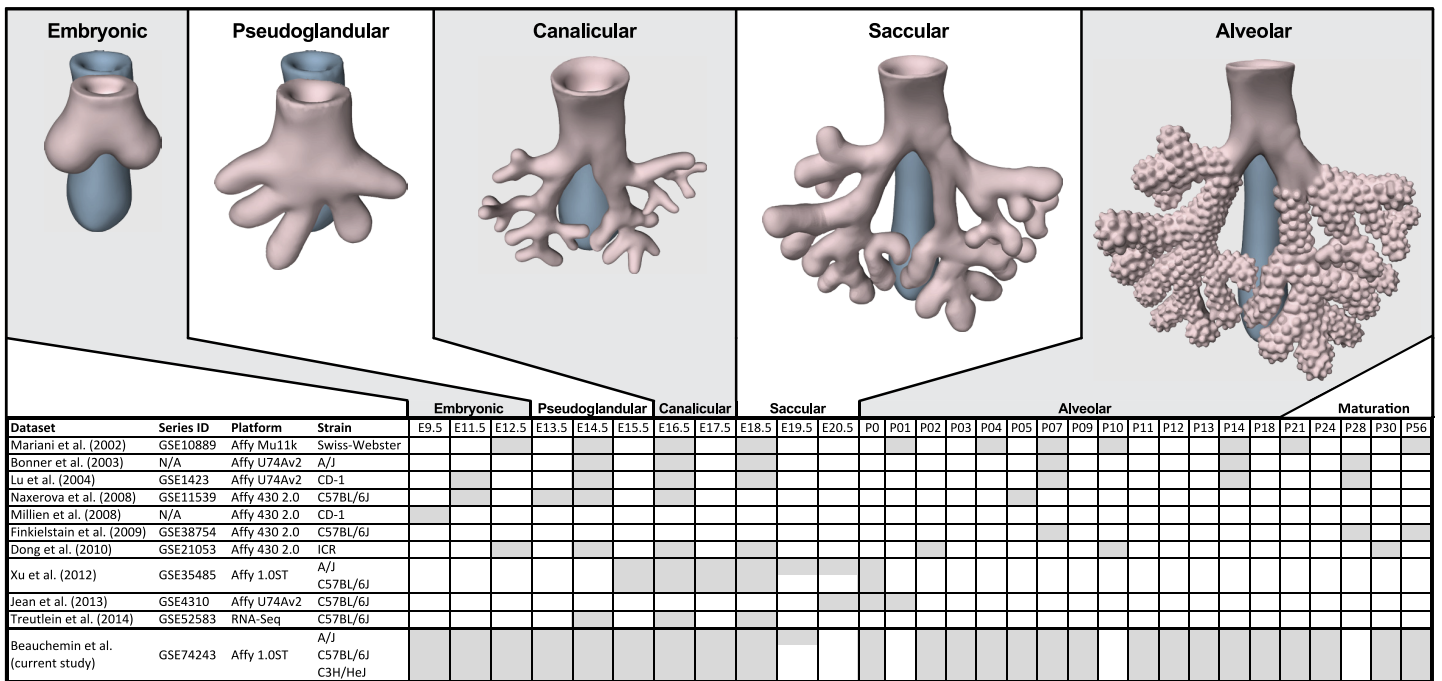 Embryonic Pseudoglandular Canalicular Saccular Alveolar
Embryonic Pseudoglandular Canalicular Saccular Alveolar Maturation
Dataset Series ID Platform Strain E9.5 E11.5 E12.5 E13.5 E14.5 E15.5 E16.5 E17.5 E18.5 E19.5 E20.5 P0 P01 P02 P03 P04 P05 P07 P09 P10 P11 P12 P13 P14 P18 P21 P24 P28 P30 P56
Mariani et al. (2002) GSE10889 Affy Mu11k Swiss-Webster
Bonner et al. (2003) N/A Affy U74Av2 A/J
Lu et al. (2004) GSE1423 Affy U74Av2 CD-1
Naxerova et al. (2008) GSE11539 Affy 430 2.0 C57BL/6J
Millien et al. (2008) N/A Affy 430 2.0 CD-1
Finkielstain et al. (2009) GSE38754 Affy 430 2.0 C57BL/6J
Dong et al. (2010) GSE21053 Affy 430 2.0 ICR
Xu et al. (2012) GSE35485 Affy 1.0ST A/J
C57BL/6J
Jean et al. (2013) GSE4310 Affy U74Av2 C57BL/6J
Treutlein et al. (2014) GSE52583 RNA-Seq C57BL/6J
Beauchemin et al.
(current study) GSE74243 Affy 1.0ST A/J
C57BL/6J
C3H/HeJ